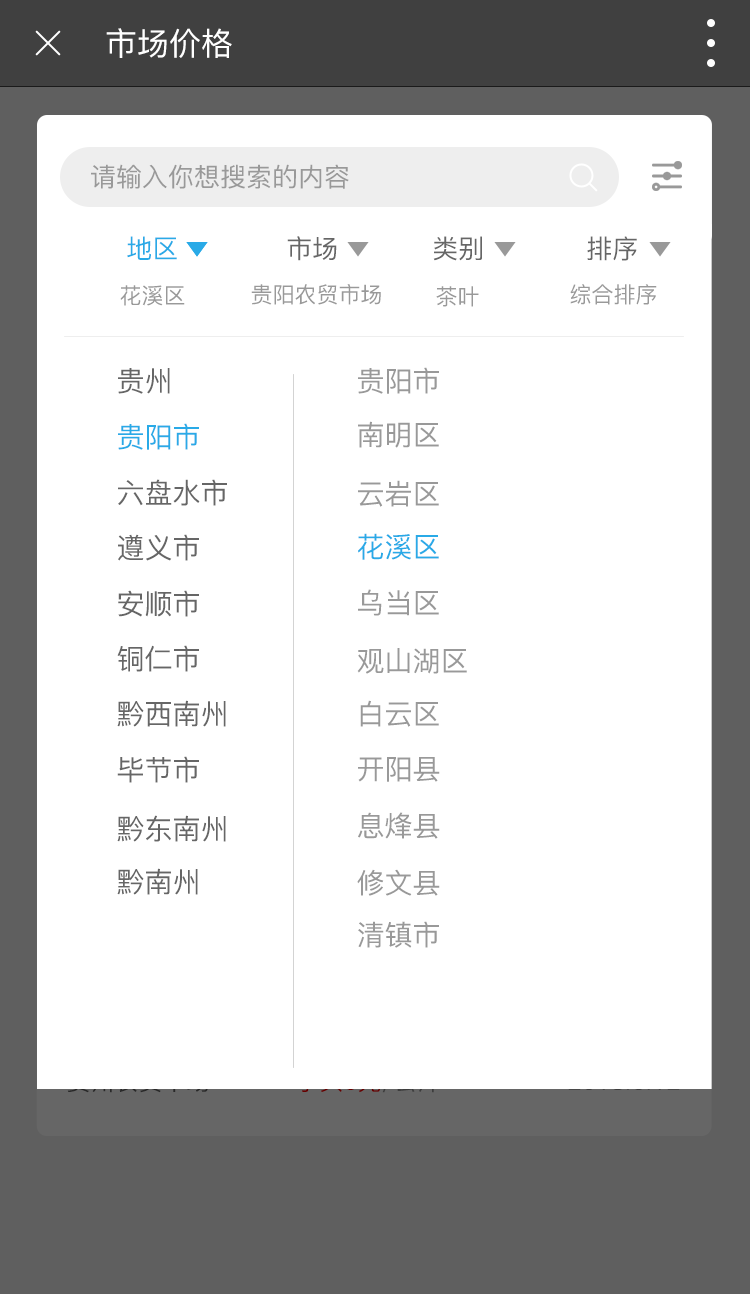 市场价格
请输入你想搜索的内容
地区 市场 类别 排序
花溪区 贵阳农贸市场 茶叶 综合排序
贵州 贵阳市
贵阳市 南明区
六盘水市 云岩区
遵义市 花溪区
安顺市 乌当区
铜仁市 观山湖区
黔西南州 白云区
毕节市 开阳县
黔东南州 息烽县
黔南州 修文县
清镇市